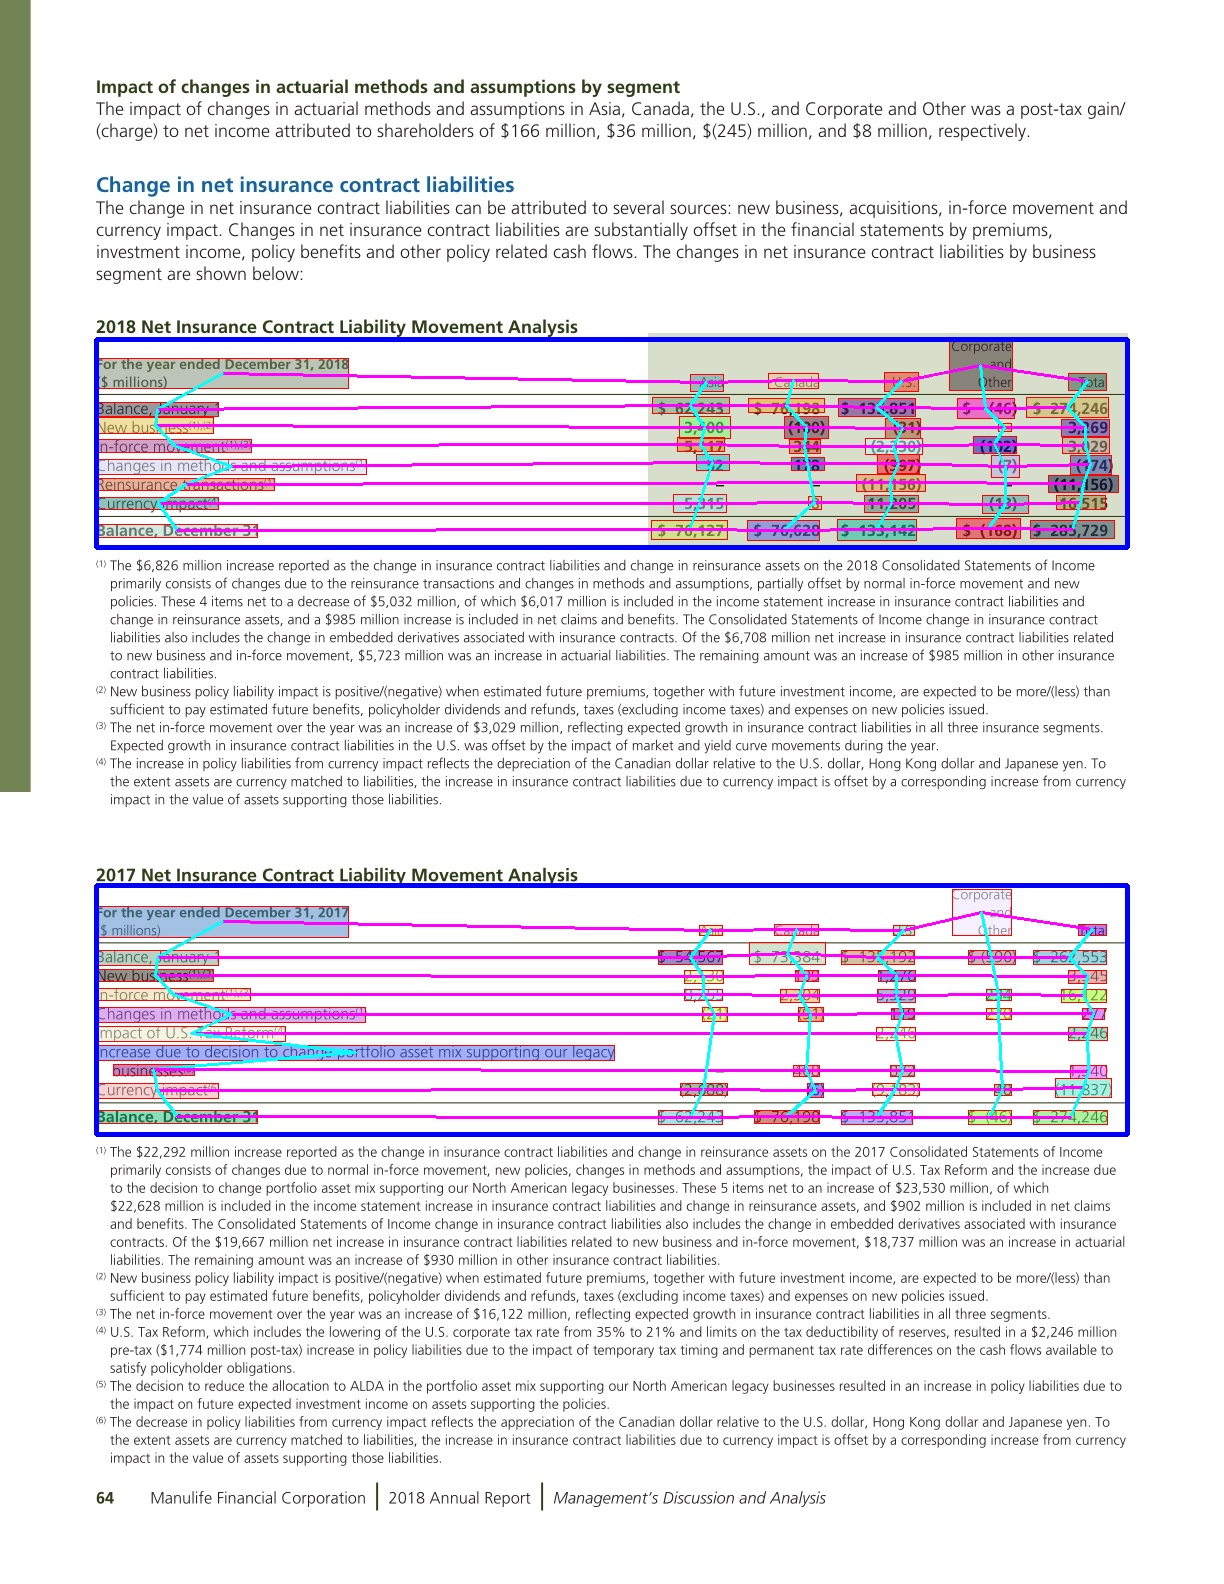 Impact of changes in actuarial methods and assumptions by segment
The impact of changes in actuarial methods and assumptions in Asia, Canada, the U.S., and Corporate and Other was a post-tax gain/
(charge) to net income attributed to shareholders of $166 million, $36 million, $(245) million, and $8 million, respectively.
Change in net insurance contract liabilities
The change in net insurance contract liabilities can be attributed to several sources: new business, acquisitions, in-force movement and
currency impact. Changes in net insurance contract liabilities are substantially offset in the financial statements by premiums,
investment income, policy benefits and other policy related cash flows. The changes in net insurance contract liabilities by business
segment are shown below:
2018 Net Insurance Contract Liability Movement Analysis
For the year ended December 31, 2018
($ millions) Asia Canada U.S. Corporate and Other Total
Balance, January 1 $ 62,243 $ 76,198 $ 135,851 $ (46) $ 274,246
New business(1),(2) 3,400 (100) (31) – 3,269
In-force movement(1),(3) 5,117 344 (2,330) (102) 3,029
Changes in methods and assumptions(1) 52 178 (397) (7) (174)
Reinsurance transactions(1) – – (11,156) – (11,156)
Currency impact(4) 5,315 8 11,205 (13) 16,515
Balance, December 31 $ 76,127 $ 76,628 $ 133,142 $ (168) $ 285,729
(1) The $6,826 million increase reported as the change in insurance contract liabilities and change in reinsurance assets on the 2018 Consolidated Statements of Income
primarily consists of changes due to the reinsurance transactions and changes in methods and assumptions, partially offset by normal in-force movement and new
policies. These 4 items net to a decrease of $5,032 million, of which $6,017 million is included in the income statement increase in insurance contract liabilities and
change in reinsurance assets, and a $985 million increase is included in net claims and benefits. The Consolidated Statements of Income change in insurance contract
liabilities also includes the change in embedded derivatives associated with insurance contracts. Of the $6,708 million net increase in insurance contract liabilities related
to new business and in-force movement, $5,723 million was an increase in actuarial liabilities. The remaining amount was an increase of $985 million in other insurance
contract liabilities.
(2) New business policy liability impact is positive/(negative) when estimated future premiums, together with future investment income, are expected to be more/(less) than
sufficient to pay estimated future benefits, policyholder dividends and refunds, taxes (excluding income taxes) and expenses on new policies issued.
(3) The net in-force movement over the year was an increase of $3,029 million, reflecting expected growth in insurance contract liabilities in all three insurance segments.
Expected growth in insurance contract liabilities in the U.S. was offset by the impact of market and yield curve movements during the year.
(4) The increase in policy liabilities from currency impact reflects the depreciation of the Canadian dollar relative to the U.S. dollar, Hong Kong dollar and Japanese yen. To
the extent assets are currency matched to liabilities, the increase in insurance contract liabilities due to currency impact is offset by a corresponding increase from currency
impact in the value of assets supporting those liabilities.
2017 Net Insurance Contract Liability Movement Analysis
For the year ended December 31, 2017
($ millions) Asia Canada U.S. Corporate and Other Total
Balance, January 1 $ 54,567 $ 73,384 $ 135,192 $ (590) $ 262,553
New business(1),(2) 3,545
In-force movement(1),(3) 16,122
Changes in methods and assumptions(1) 277
Impact of U.S. Tax Reform(4) 2,246 2,246
Increase due to decision to change portfolio asset mix supporting our legacy
businesses(5) 1,340
Currency impact(6) (11,837)
Balance, December 31 $ 62,243 $ 76,198 $ 135,851 $ (46) $ 274,246
(1) The $22,292 million increase reported as the change in insurance contract liabilities and change in reinsurance assets on the 2017 Consolidated Statements of Income
primarily consists of changes due to normal in-force movement, new policies, changes in methods and assumptions, the impact of U.S. Tax Reform and the increase due
to the decision to change portfolio asset mix supporting our North American legacy businesses. These 5 items net to an increase of $23,530 million, of which
$22,628 million is included in the income statement increase in insurance contract liabilities and change in reinsurance assets, and $902 million is included in net claims
and benefits. The Consolidated Statements of Income change in insurance contract liabilities also includes the change in embedded derivatives associated with insurance
contracts. Of the $19,667 million net increase in insurance contract liabilities related to new business and in-force movement, $18,737 million was an increase in actuarial
liabilities. The remaining amount was an increase of $930 million in other insurance contract liabilities.
(2) New business policy liability impact is positive/(negative) when estimated future premiums, together with future investment income, are expected to be more/(less) than
sufficient to pay estimated future benefits, policyholder dividends and refunds, taxes (excluding income taxes) and expenses on new policies issued.
(3) The net in-force movement over the year was an increase of $16,122 million, reflecting expected growth in insurance contract liabilities in all three segments.
(4) U.S. Tax Reform, which includes the lowering of the U.S. corporate tax rate from 35% to 21% and limits on the tax deductibility of reserves, resulted in a $2,246 million
pre-tax ($1,774 million post-tax) increase in policy liabilities due to the impact of temporary tax timing and permanent tax rate differences on the cash flows available to
satisfy policyholder obligations.
(5) The decision to reduce the allocation to ALDA in the portfolio asset mix supporting our North American legacy businesses resulted in an increase in policy liabilities due to
the impact on future expected investment income on assets supporting the policies.
(6) The decrease in policy liabilities from currency impact reflects the appreciation of the Canadian dollar relative to the U.S. dollar, Hong Kong dollar and Japanese yen. To
the extent assets are currency matched to liabilities, the increase in insurance contract liabilities due to currency impact is offset by a corresponding increase from currency
impact in the value of assets supporting those liabilities.
64 Manulife Financial Corporation 2018 Annual Report Management's Discussion and Analysis